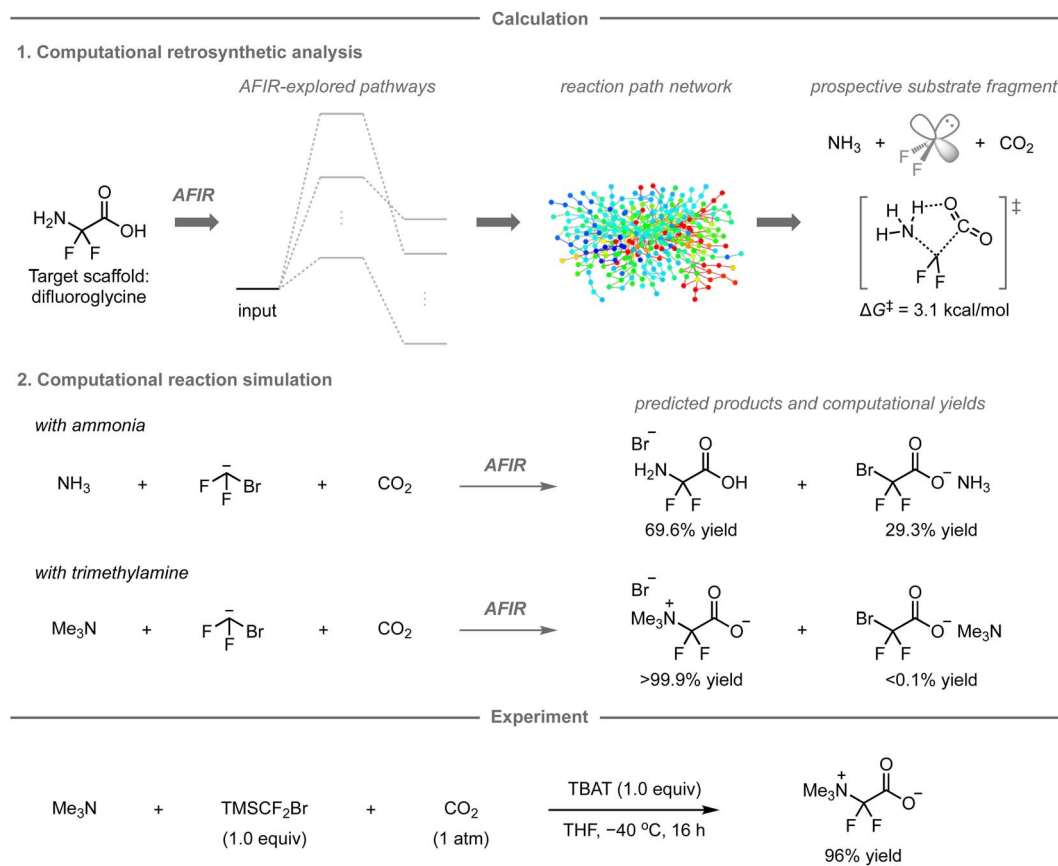 Calculation
1. Computational retrosynthetic analysis
AFIR-explored pathways
reaction path network
prospective substrate fragment
NH₃ + F F : + CO₂
H₂N O OH F F
AFIR
Target scaffold:
difluoroglycine
input
⋮
⋮
H H N H O C O F F ‡
ΔG‡ = 3.1 kcal/mol
2. Computational reaction simulation
predicted products and computational yields
with ammonia
NH₃ + F F − Br + CO₂
AFIR
Br− H₂N O OH F F + Br O O− F F NH₃
69.6% yield
29.3% yield
with trimethylamine
Me₃N + F F − Br + CO₂
AFIR
Br− Me₃N+ O O− F F + Br O O− F F Me₃N
>99.9% yield
<0.1% yield
Experiment
Me₃N + TMSCF₂Br + CO₂
(1.0 equiv)
(1 atm)
TBAT (1.0 equiv)
THF, −40 °C, 16 h
Me₃N+ O O− F F
96% yield